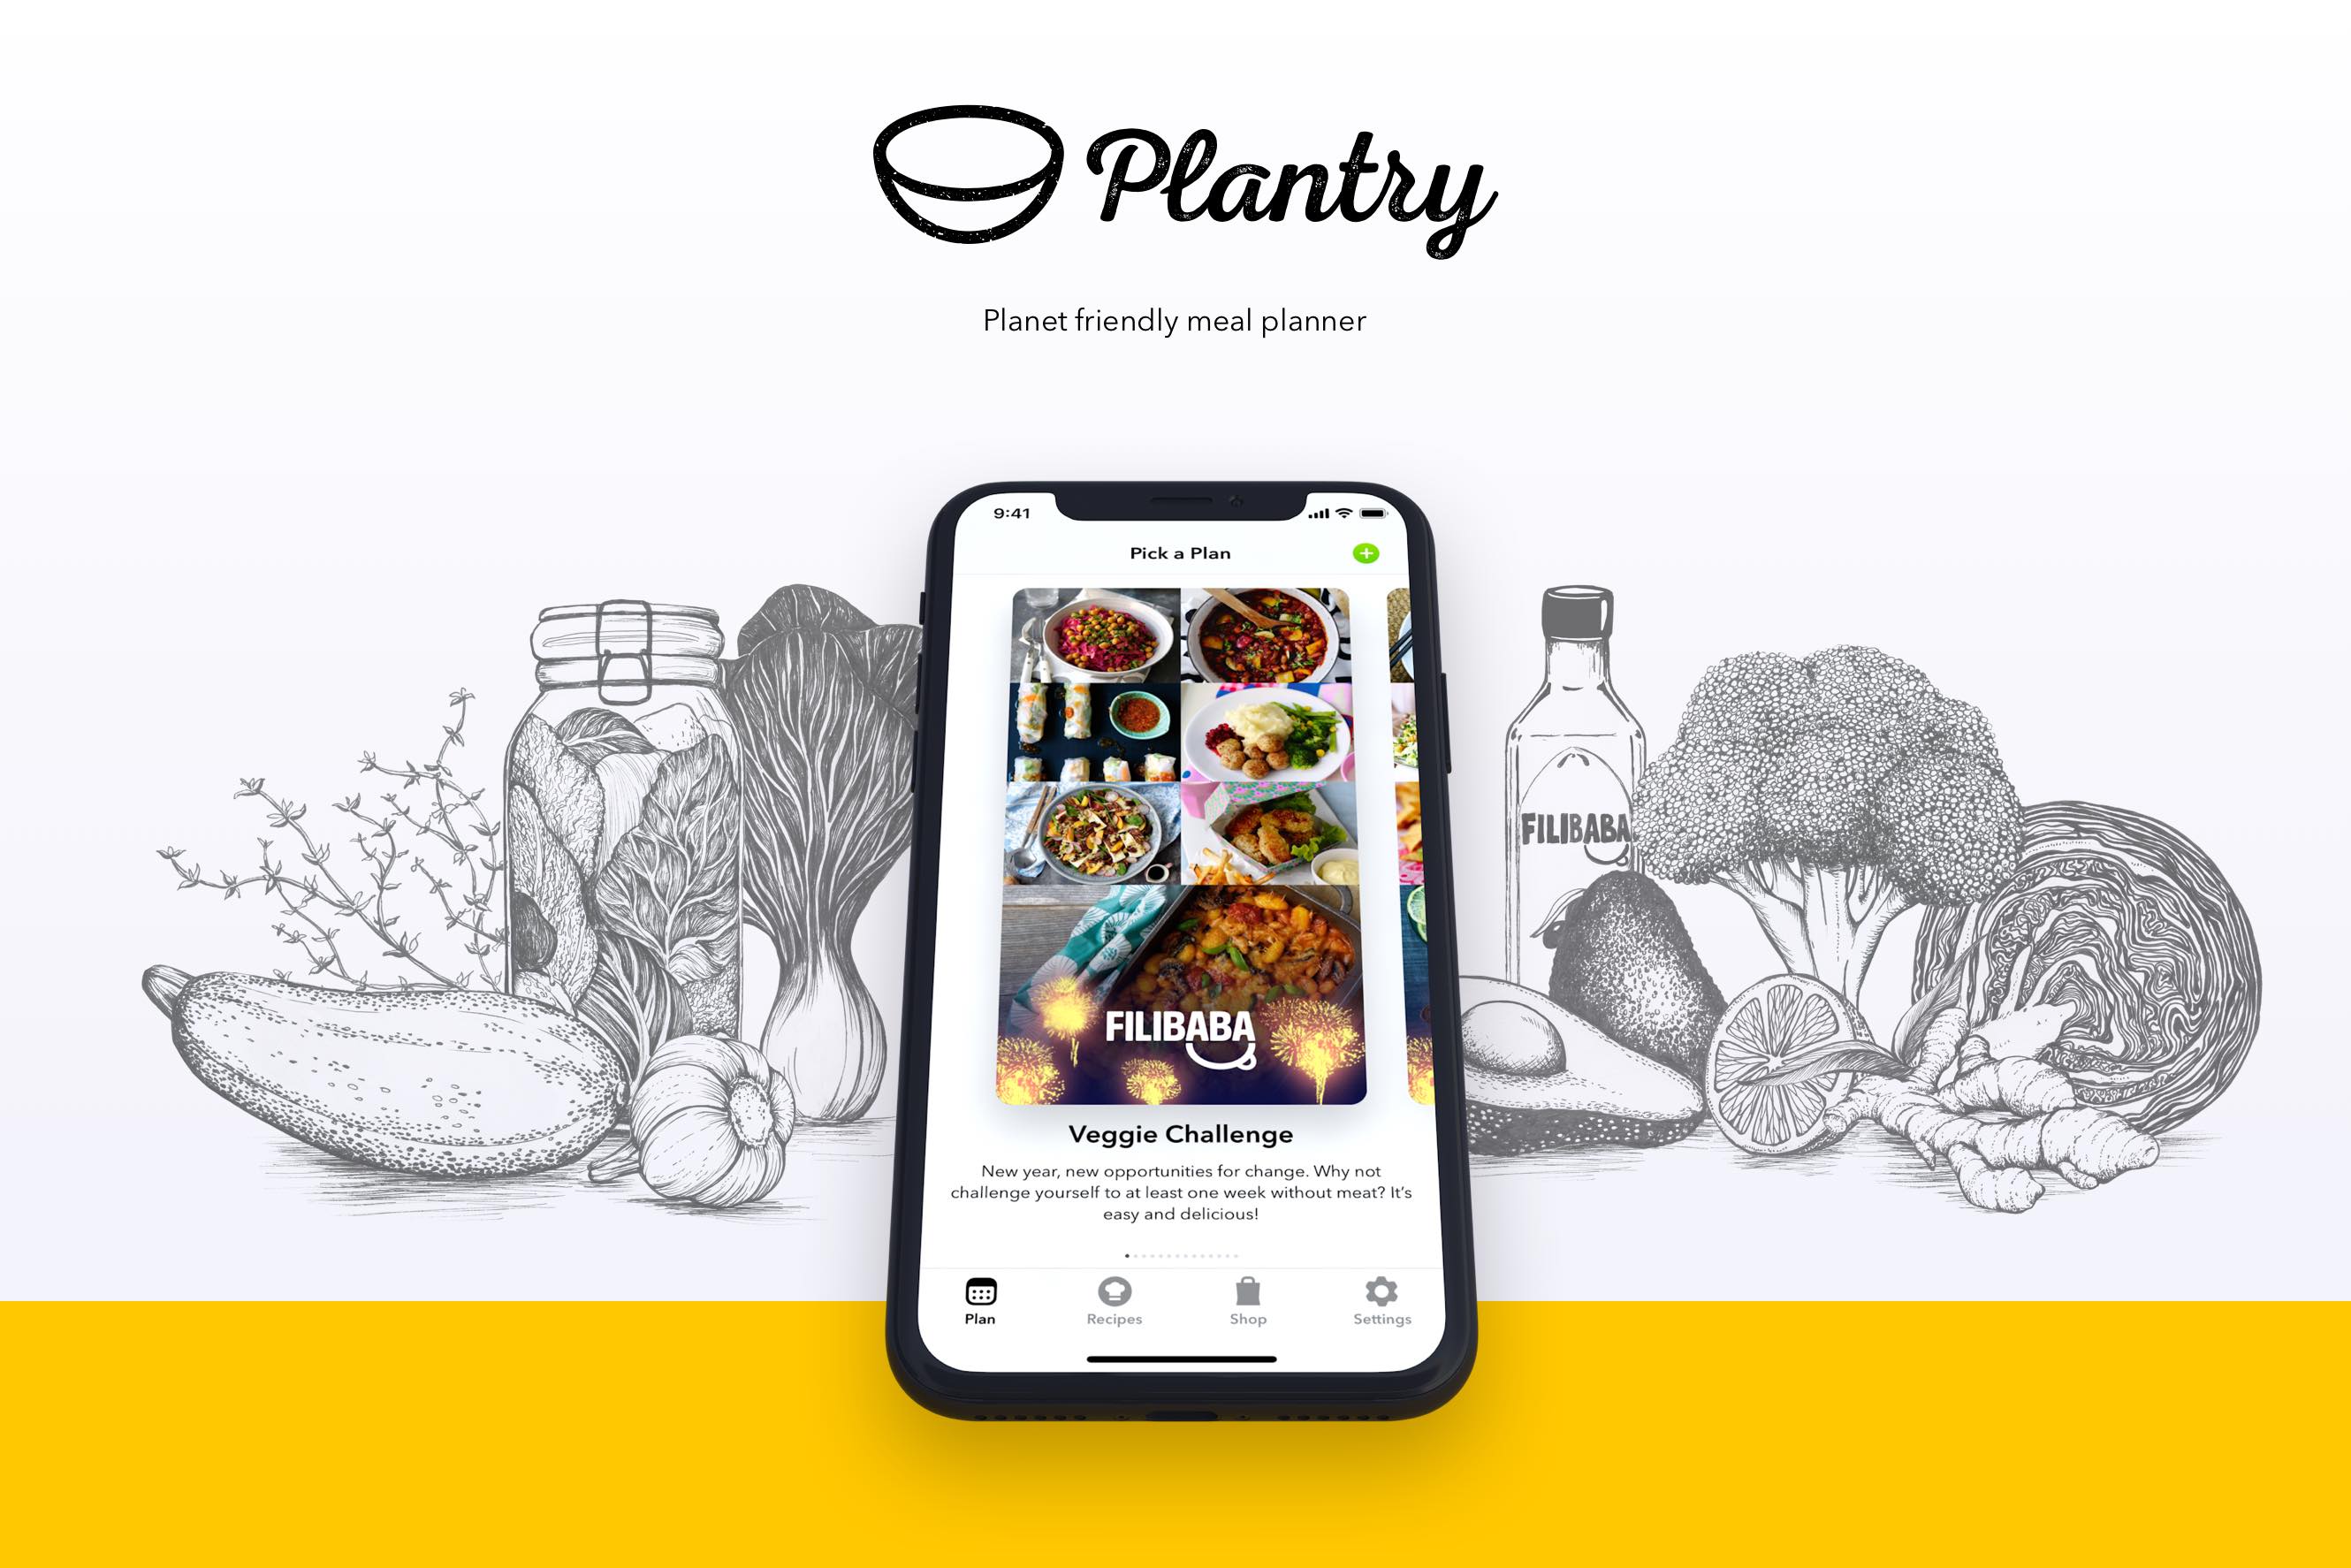 Plantry
Planet friendly meal planner
9:41
Pick a Plan
FILIBABA
FILIBABA
Veggie Challenge
New year, new opportunities for change. Why not
challenge yourself to at least one week without meat? It's
easy and delicious!
Plan
Recipes
Shop
Settings